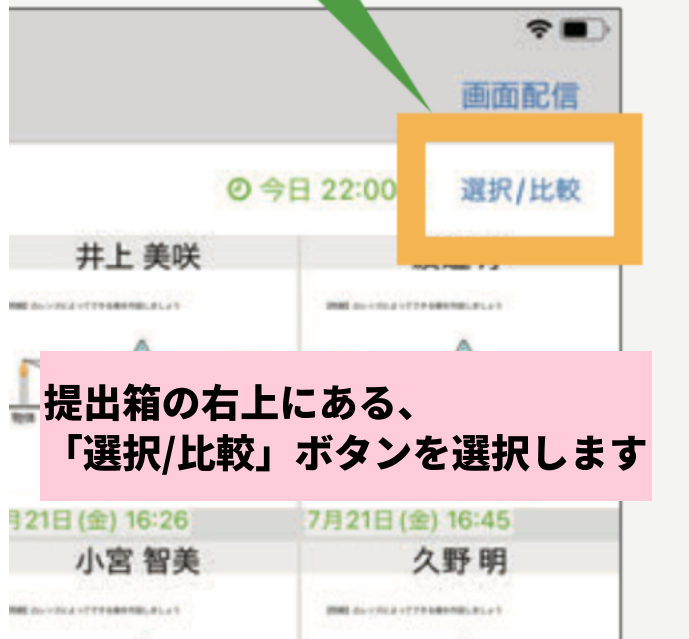 画面配信
今日 22:00
選択/比較
井上 美咲
提出箱の右上にある、
「選択/比較」ボタンを選択します
月21日(金) 16:26
7月21日(金) 16:45
小宮 智美
久野 明